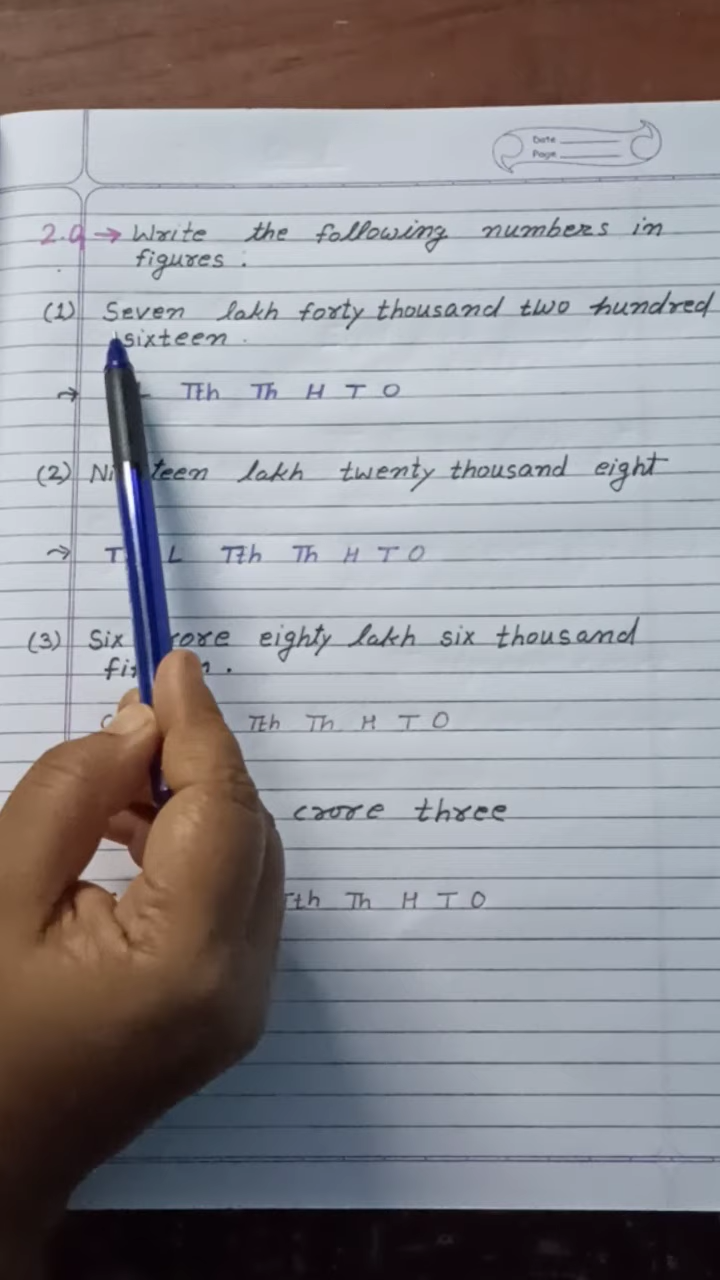 Date
Page
2.Q → Write the following numbers in
figures :
(1) Seven lakh forty thousand two hundred
sixteen.
→ L Tth Th H T O
(2) teen lakh twenty thousand eight
→ T L Tth Th H T O
(3) Six crore eighty lakh six thousand
Tth Th H T O
crore three
Tth Th H T O